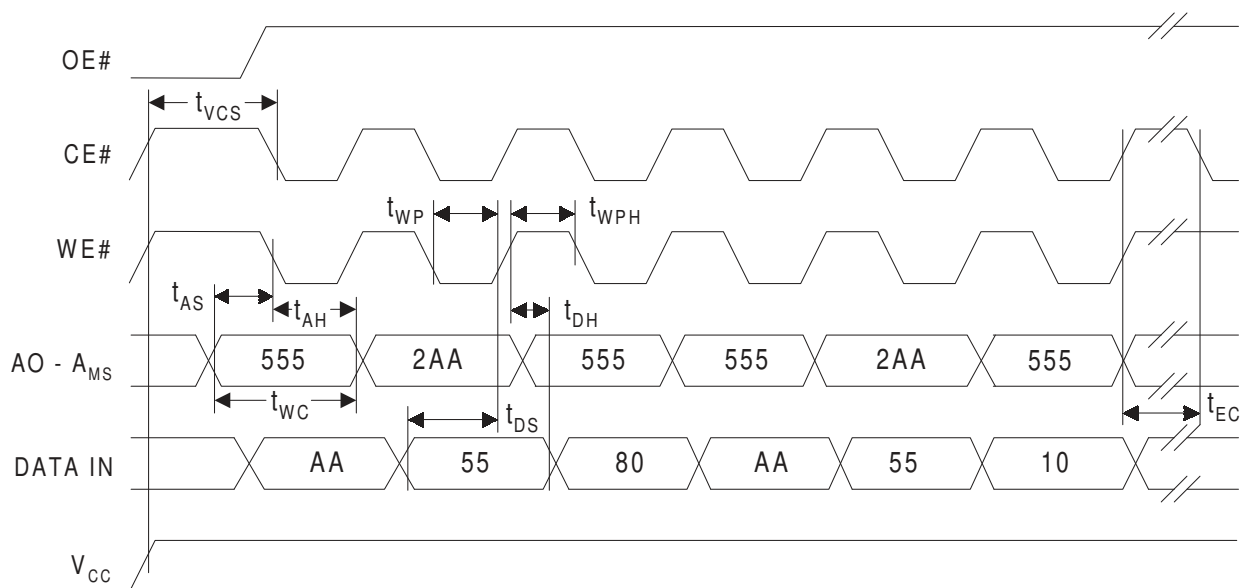 OE#
tVCS
CE#
tWP
tWPH
WE#
tAS
tAH
tDH
AO - AMS
555 2AA 555 555 2AA 555
tWC
tDS
tEC
DATA IN
AA 55 80 AA 55 10
VCC